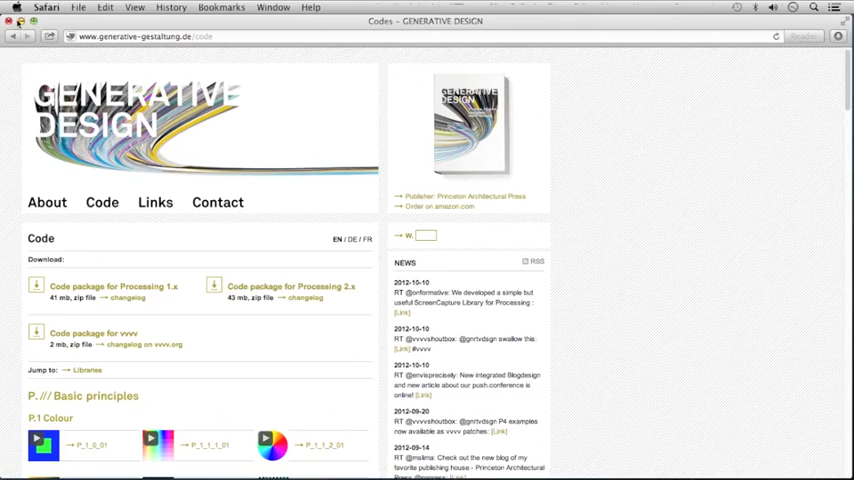 Safari File Edit View History Bookmarks Window Help
Codes – GENERATIVE DESIGN
www.generative-gestaltung.de/code
Reader
GENERATIVE
DESIGN
About Code Links Contact
GENERATIVE
DESIGN
→ Publisher: Princeton Architectural Press
→ Order on amazon.com
Code
EN / DE / FR
Download:
Code package for Processing 1.x
41 mb, zip file → changelog
Code package for Processing 2.x
43 mb, zip file → changelog
Code package for vvvv
2 mb, zip file → changelog on vvvv.org
Jump to: → Libraries
P. /// Basic principles
P.1 Colour
→ P_1_0_01
→ P_1_1_1_01
→ P_1_1_2_01
→ W.
NEWS
RSS
2012-10-10
RT @onformative: We developed a simple but
useful ScreenCapture Library for Processing :
[Link]
2012-10-10
RT @vvvvshoutbox: @gnrtvdsgn swallow this:
[Link] #vvvv
2012-10-10
RT @envisprecisely: New integrated Blogdesign
and new article about our push.conference is
online! [Link]
2012-09-20
RT @vvvvshoutbox: @gnrtvdsgn P4 examples
now available as vvvv patches: [Link]
2012-09-14
RT @mslima: Check out the new blog of my
favorite publishing house - Princeton Architectural